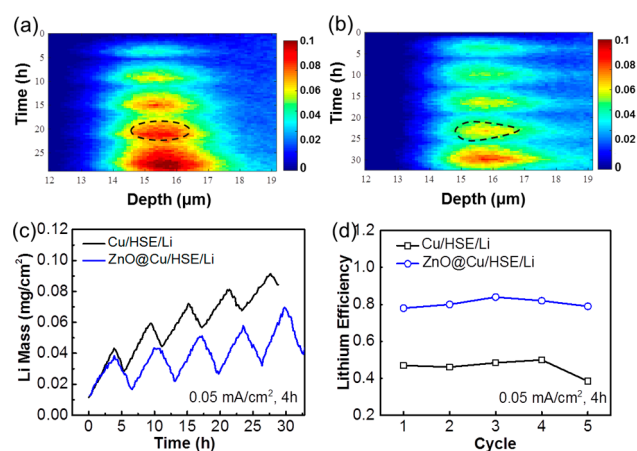 (a)
Time (h)
0
5
10
15
20
25
12 13 14 15 16 17 18 19
Depth (μm)
0.1
0.08
0.06
0.04
0.02
0
(b)
Time (h)
0
5
10
15
20
25
30
12 13 14 15 16 17 18 19
Depth (μm)
0.1
0.08
0.06
0.04
0.02
0
(c)
Li Mass (mg/cm²)
0.12
0.10
0.08
0.06
0.04
0.02
0.00
Cu/HSE/Li
ZnO@Cu/HSE/Li
0.05 mA/cm², 4h
0 5 10 15 20 25 30
Time (h)
(d)
Lithium Efficiency
1.2
1.0
0.8
0.6
0.4
0.2
Cu/HSE/Li
ZnO@Cu/HSE/Li
0.05 mA/cm², 4h
1 2 3 4 5
Cycle